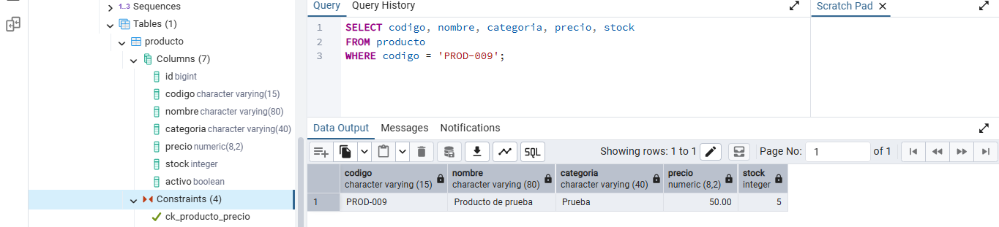 1..3 Sequences
Tables (1)
producto
Columns (7)
id bigint
codigo character varying(15)
nombre character varying(80)
categoria character varying(40)
precio numeric(8,2)
stock integer
activo boolean
Constraints (4)
ck_producto_precio
Query Query History
1 SELECT codigo, nombre, categoria, precio, stock
2 FROM producto
3 WHERE codigo = 'PROD-009';
Scratch Pad
Data Output Messages Notifications
SQL Showing rows: 1 to 1 Page No: 1 of 1
codigo nombre categoria precio stock
character varying (15) character varying (80) character varying (40) numeric (8,2) integer
1 PROD-009 Producto de prueba Prueba 50.00 5